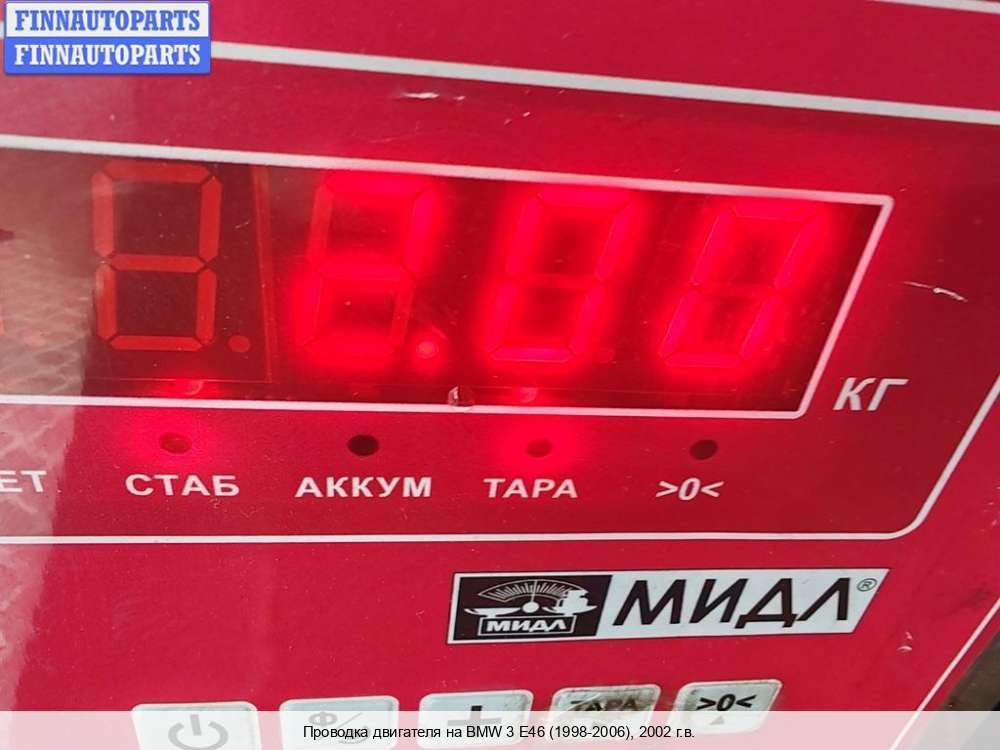 FINNAUTOPARTS
FINNAUTOPARTS
2.00
КГ
ЕТ СТАБ АККУМ ТАРА >0<
МИДЛ МИДЛ®
ТАРА >0<
Проводка двигателя на BMW 3 E46 (1998-2006), 2002 г.в.